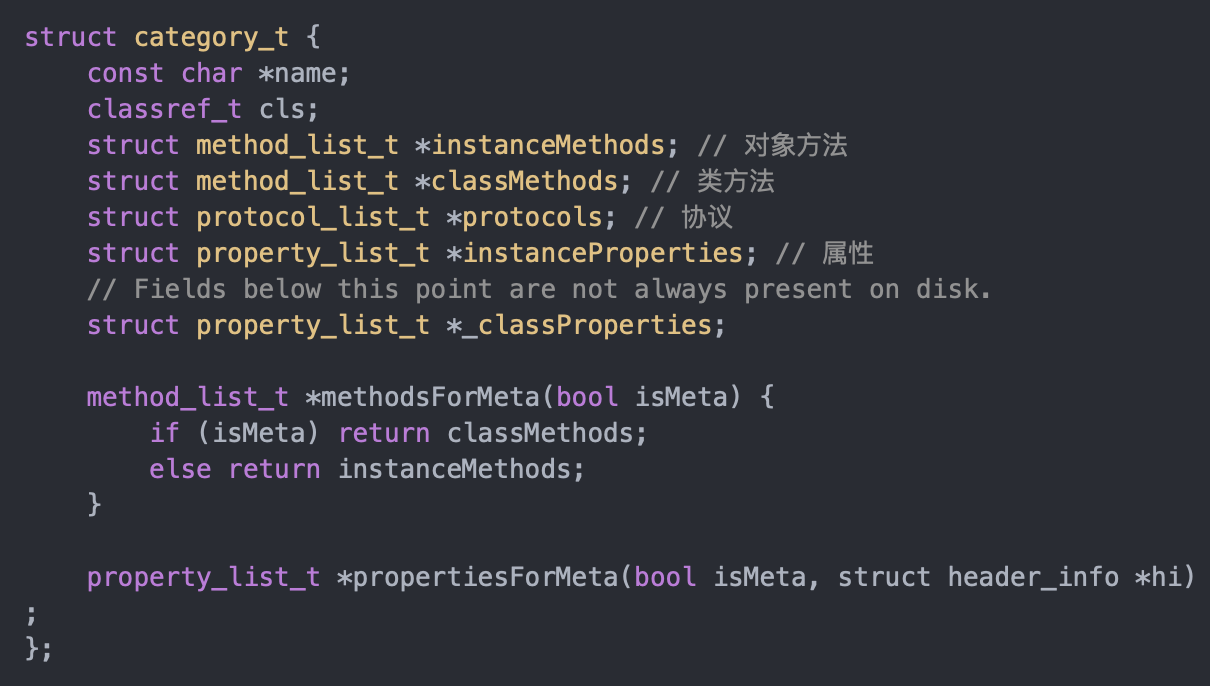 struct category_t {
    const char *name;
    classref_t cls;
    struct method_list_t *instanceMethods; // 对象方法
    struct method_list_t *classMethods; // 类方法
    struct protocol_list_t *protocols; // 协议
    struct property_list_t *instanceProperties; // 属性
    // Fields below this point are not always present on disk.
    struct property_list_t *_classProperties;

    method_list_t *methodsForMeta(bool isMeta) {
        if (isMeta) return classMethods;
        else return instanceMethods;
    }

    property_list_t *propertiesForMeta(bool isMeta, struct header_info *hi)
;
};